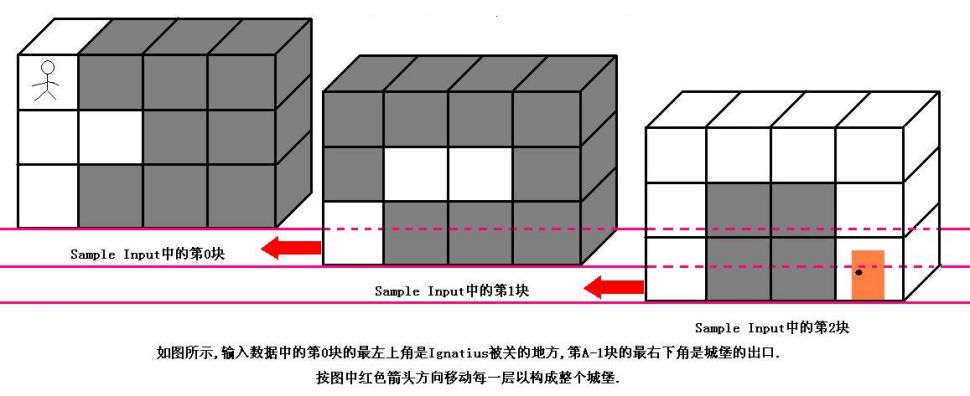 Sample Input中的第0块
Sample Input中的第1块
Sample Input中的第2块
如图所示,输入数据中的第0块的最左上角是Ignatius被关的地方,第A-1块的最右下角是城堡的出口.
按图中红色箭头方向移动每一层以构成整个城堡.